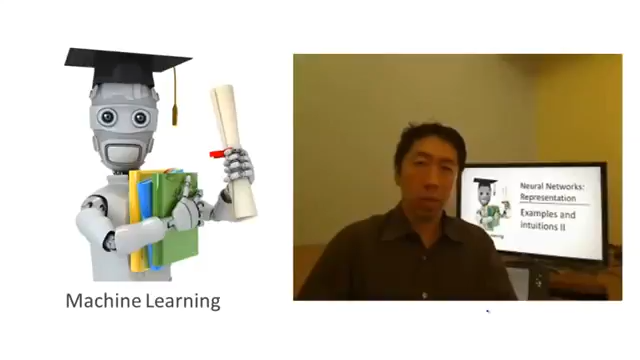 Machine Learning
Neural Networks:
Representation
Examples and
intuitions II